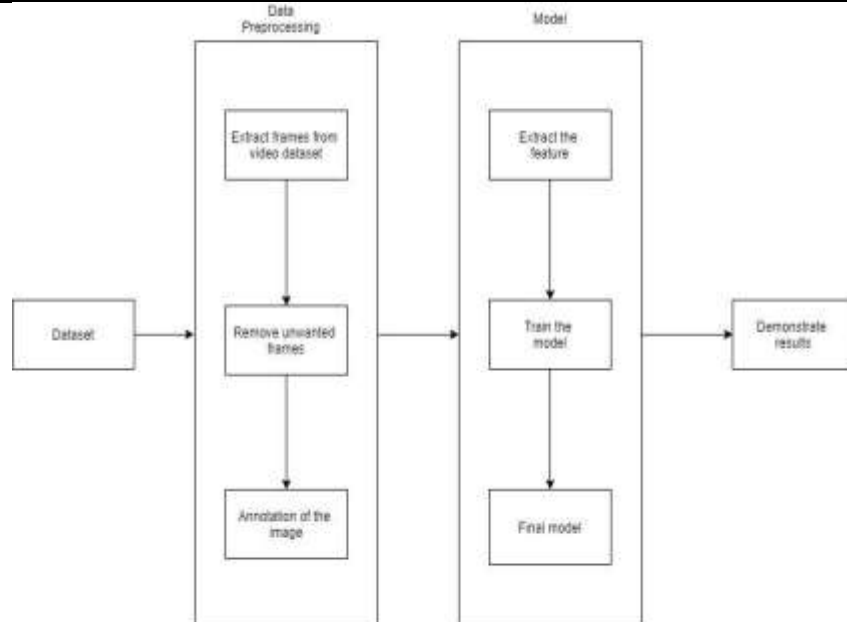 Data
Preprocessing
Model
Extract frames from
video dataset
Extract the
feature
Dataset
Remove unwanted
frames
Train the
model
Demonstrate
results
Annotation of the
image
Final model